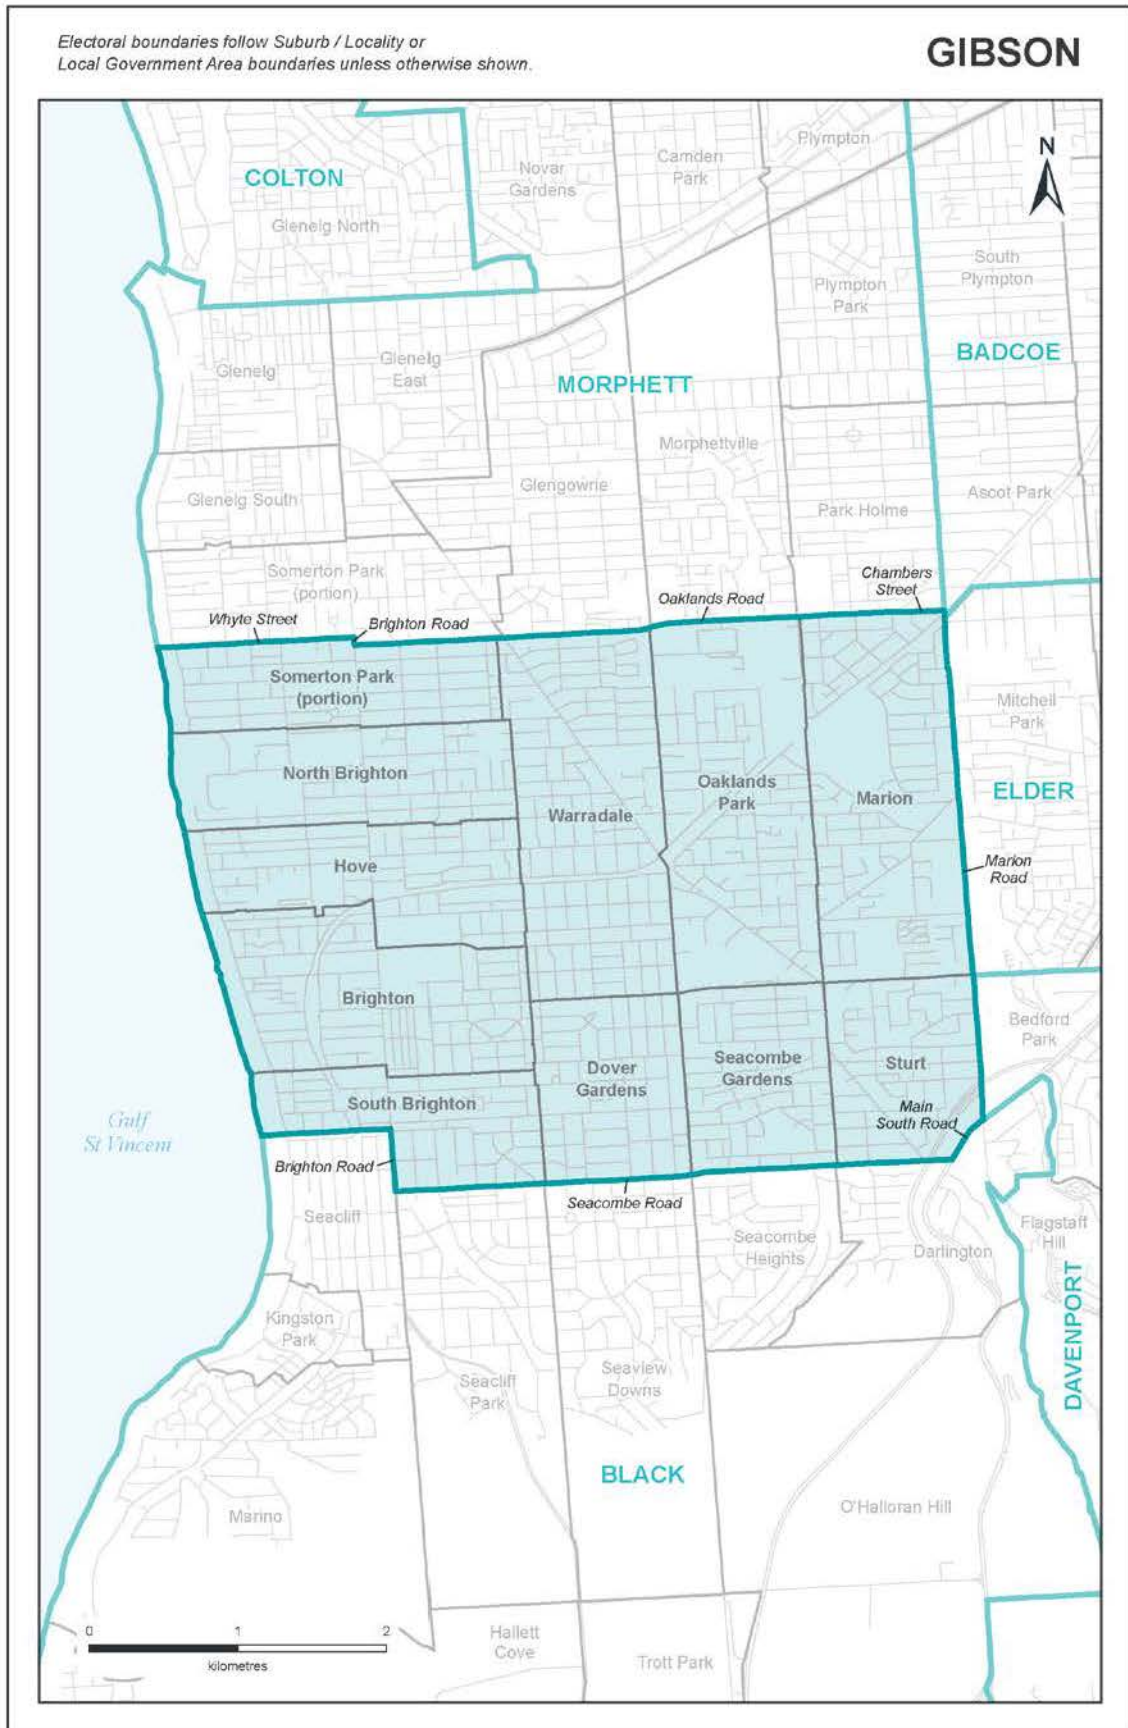 Electoral boundaries follow Suburb / Locality or
Local Government Area boundaries unless otherwise shown.
GIBSON
N
COLTON
Glenelg North
Novar
Gardens
Camden
Park
Plympton
South
Plympton
Plympton
Park
BADCOE
Glenelg
Glenelg
East
MORPHETT
Morphettville
Glenelg South
Glengowrie
Park Holme
Ascot Park
Somerton Park
(portion)
Chambers
Street
Oaklands Road
Whyte Street
Brighton Road
Somerton Park
(portion)
Mitchell
Park
North Brighton
Oaklands
Park
Marion
ELDER
Warradale
Hove
Marion
Road
Brighton
Bedford
Park
Dover
Gardens
Seacombe
Gardens
Sturt
South Brighton
Main
South Road
Gulf
St Vincent
Brighton Road
Seacombe Road
Seacliff
Seacombe
Heights
Darlington
Flagstaff
Hill
Kingston
Park
DAVENPORT
Seacliff
Park
Seaview
Downs
BLACK
Marino
O'Halloran Hill
0 1 2
kilometres
Hallett
Cove
Trott Park